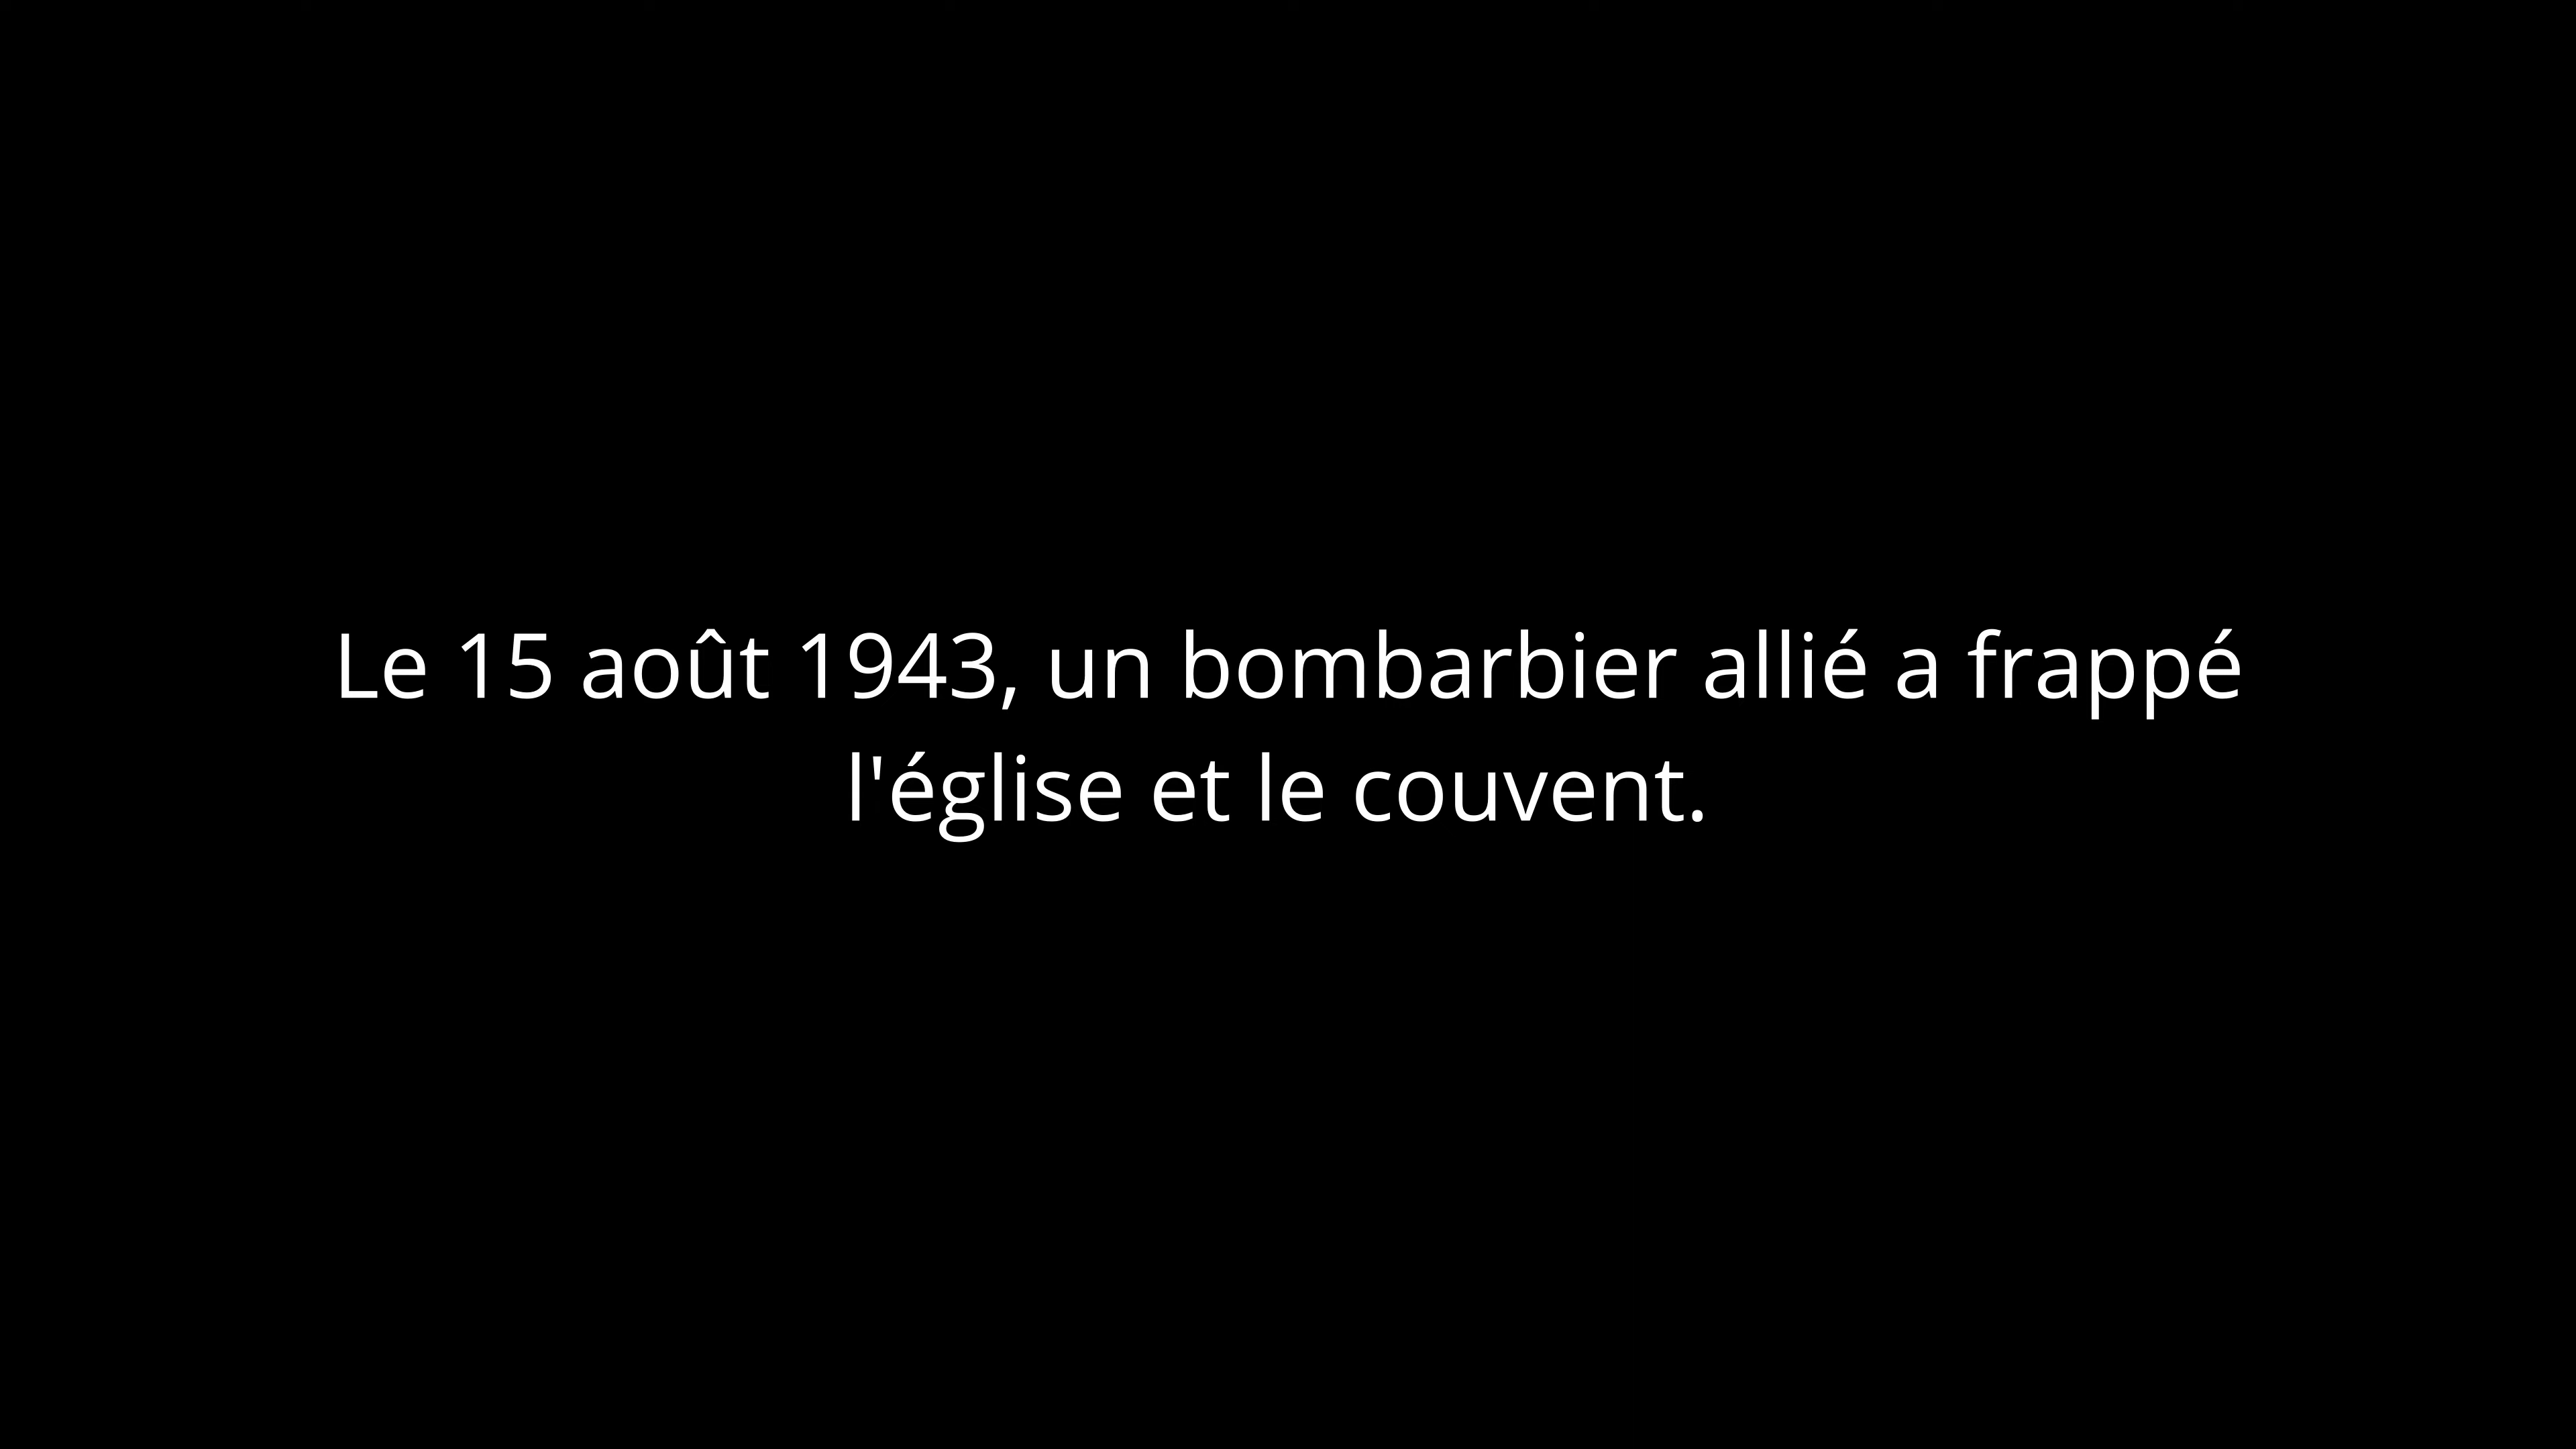 Le 15 août 1943, un bombarbier allié a frappé
l'église et le couvent.